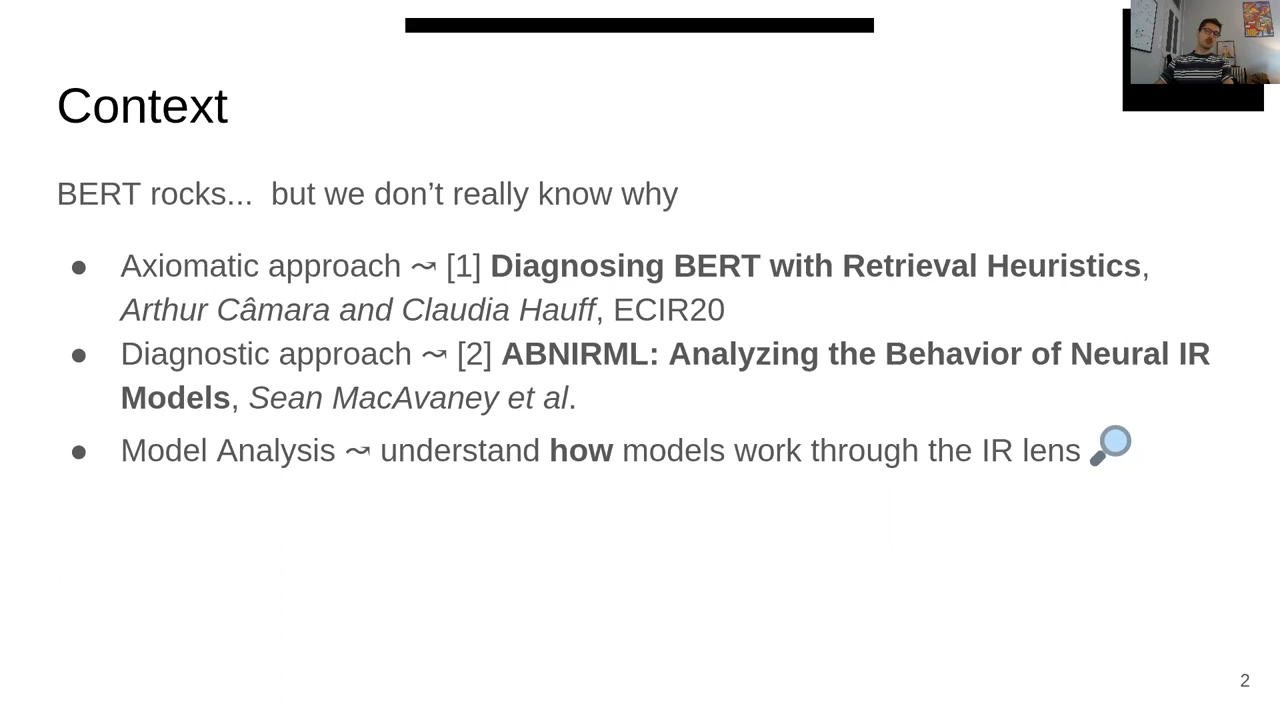 Context
BERT rocks...  but we don’t really know why
● Axiomatic approach ⤳ [1] Diagnosing BERT with Retrieval Heuristics,
Arthur Câmara and Claudia Hauff, ECIR20
● Diagnostic approach ⤳ [2] ABNIRML: Analyzing the Behavior of Neural IR
Models, Sean MacAvaney et al.
● Model Analysis ⤳ understand how models work through the IR lens 🔎
2